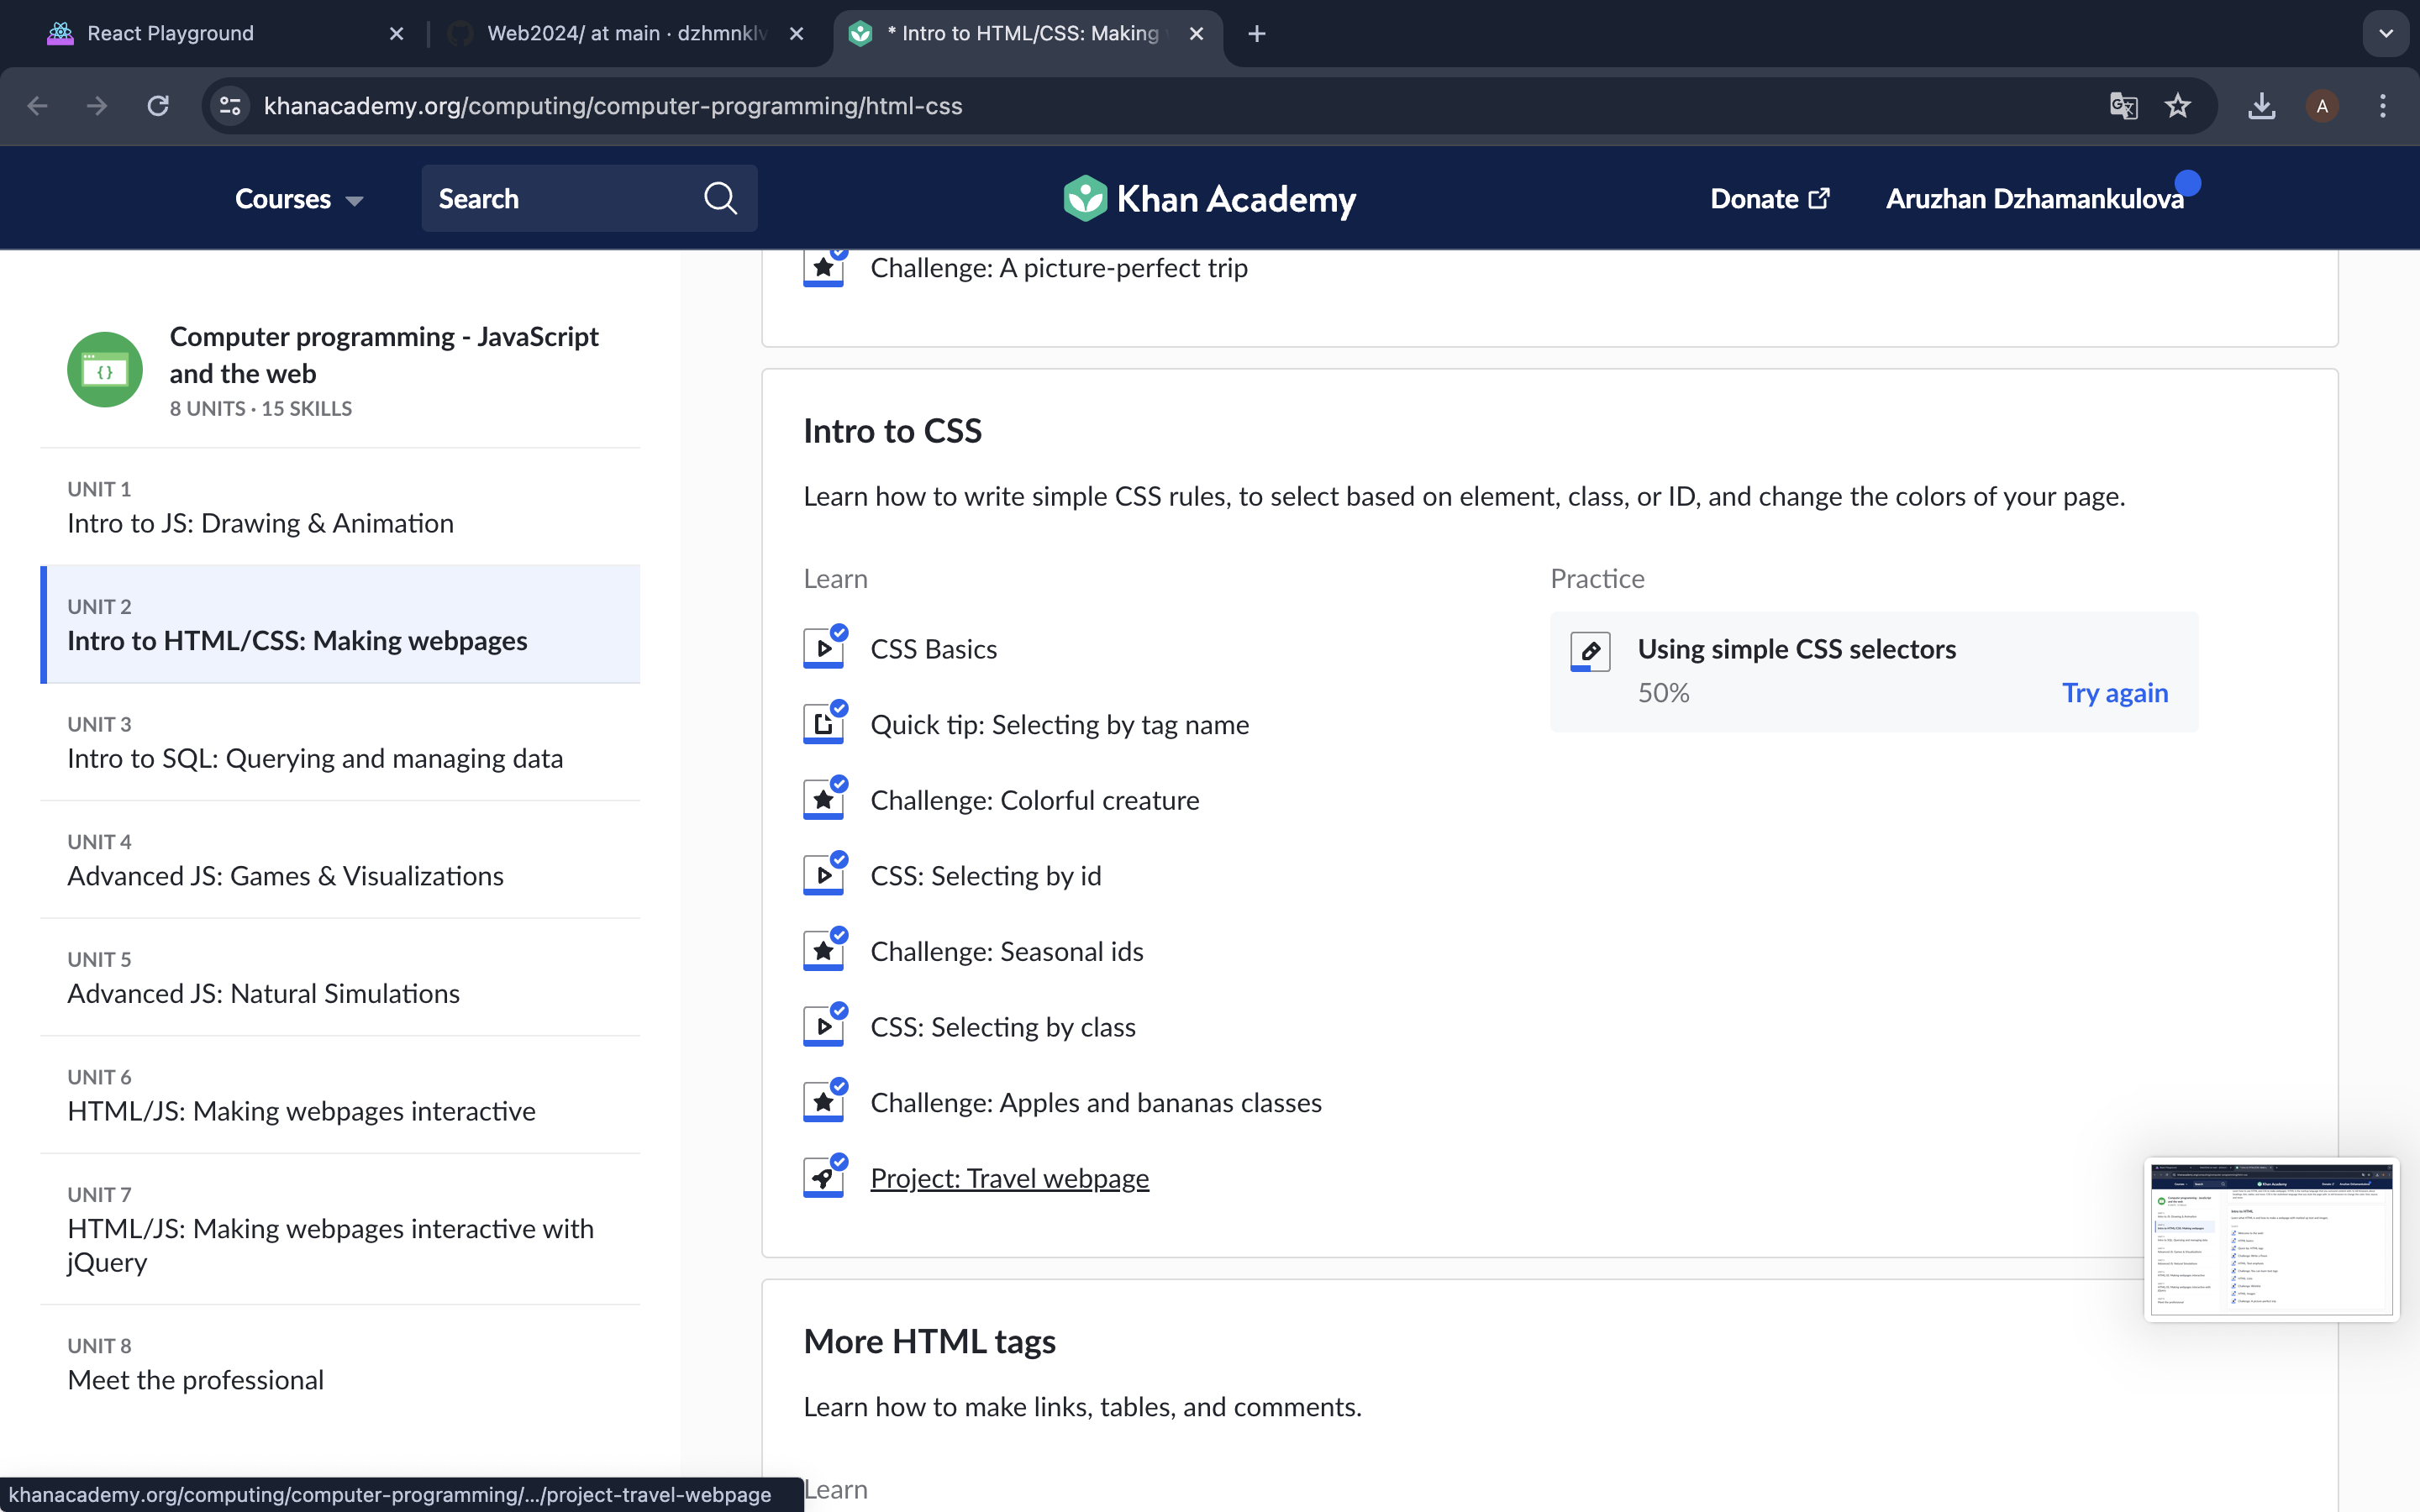 React Playground
Web2024/ at main · dzhmnklv
* Intro to HTML/CSS: Making
khanacademy.org/computing/computer-programming/html-css
A
Courses
Search
Khan Academy
Donate
Aruzhan Dzhamankulova
Computer programming - JavaScript
and the web
8 UNITS · 15 SKILLS
UNIT 1
Intro to JS: Drawing & Animation
UNIT 2
Intro to HTML/CSS: Making webpages
UNIT 3
Intro to SQL: Querying and managing data
UNIT 4
Advanced JS: Games & Visualizations
UNIT 5
Advanced JS: Natural Simulations
UNIT 6
HTML/JS: Making webpages interactive
UNIT 7
HTML/JS: Making webpages interactive with
jQuery
UNIT 8
Meet the professional
Challenge: A picture-perfect trip
Intro to CSS
Learn how to write simple CSS rules, to select based on element, class, or ID, and change the colors of your page.
Learn
CSS Basics
Quick tip: Selecting by tag name
Challenge: Colorful creature
CSS: Selecting by id
Challenge: Seasonal ids
CSS: Selecting by class
Challenge: Apples and bananas classes
Project: Travel webpage
Practice
Using simple CSS selectors
50%
Try again
More HTML tags
Learn how to make links, tables, and comments.
Learn
khanacademy.org/computing/computer-programming/.../project-travel-webpage